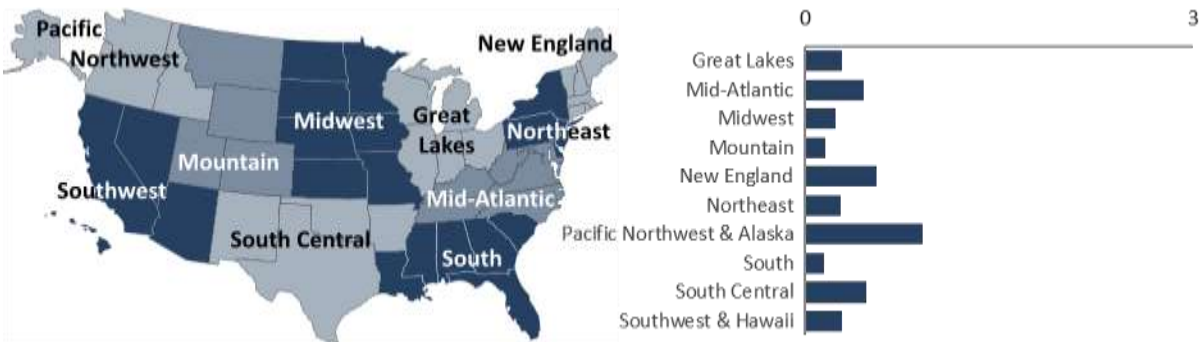 Pacific
Northwest
New England
Midwest
Great
Lakes
Northeast
Mountain
Southwest
Mid-Atlantic
South Central
South
0 3
Great Lakes
Mid-Atlantic
Midwest
Mountain
New England
Northeast
Pacific Northwest & Alaska
South
South Central
Southwest & Hawaii